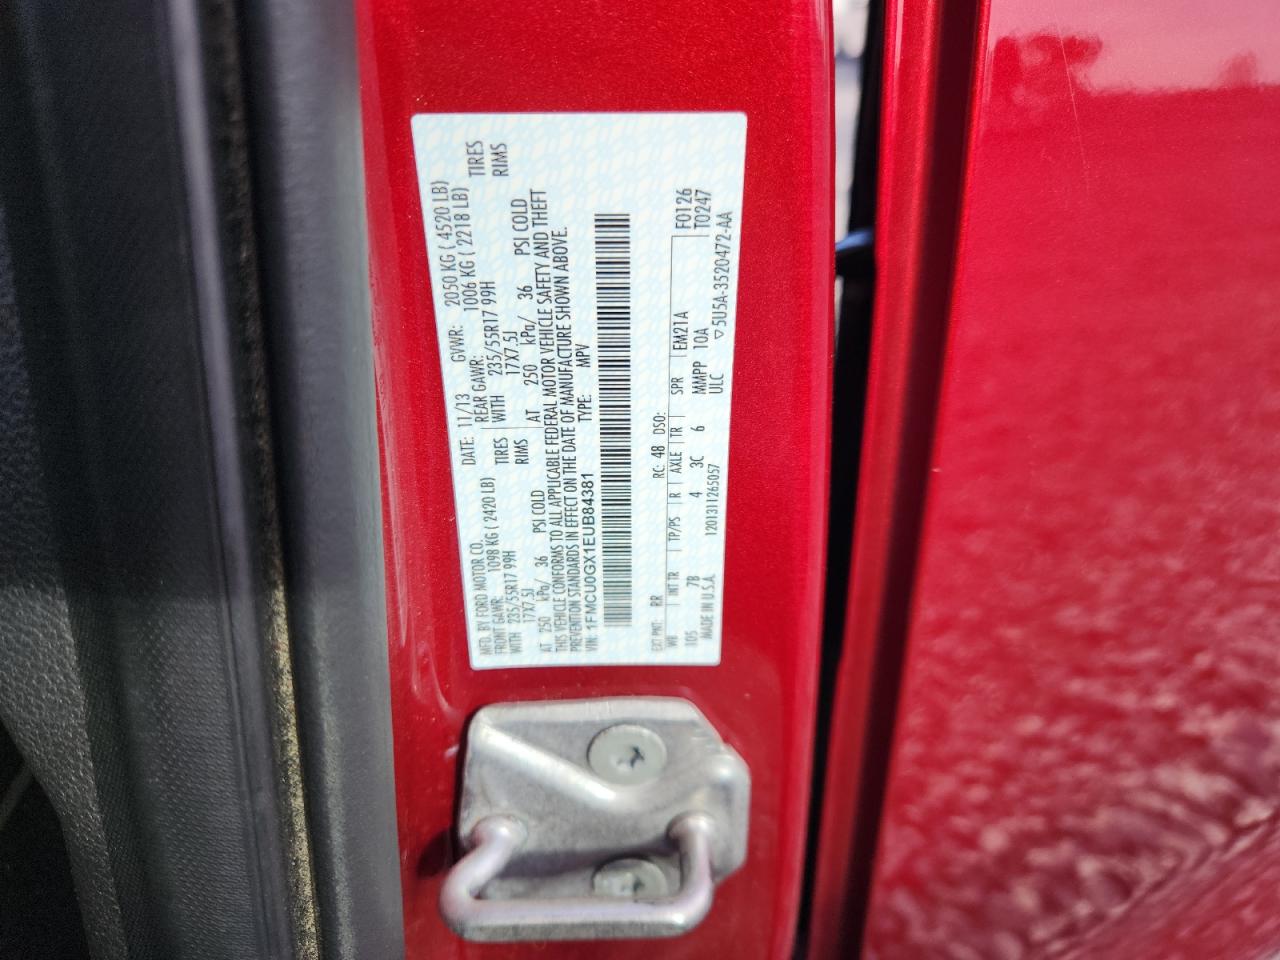 MFD. BY FORD MOTOR CO.
DATE: 11/13 GVWR: 2050 KG ( 4520 LB)
FRONT GAWR: 1098 KG ( 2420 LB) REAR GAWR: 1006 KG ( 2218 LB)
WITH 235/55R17 99H TIRES WITH 235/55R17 99H TIRES
17X7.5J RIMS 17X7.5J RIMS
AT 250 kPa/ 36 PSI COLD AT 250 kPa/ 36 PSI COLD
THIS VEHICLE CONFORMS TO ALL APPLICABLE FEDERAL MOTOR VEHICLE SAFETY AND THEFT
PREVENTION STANDARDS IN EFFECT ON THE DATE OF MANUFACTURE SHOWN ABOVE.
VIN: 1FMCU0GX1EUB84381 TYPE: MPV
EXT PNT: RR RC: 48 DSO: F0126
WB INT TR TP/PS R AXLE TR SPR EM21A T0247
105 7B 4 3C 6 MMPP 10A
MADE IN U.S.A. 1201311265057 ULC ▽5U5A-3520472-AA